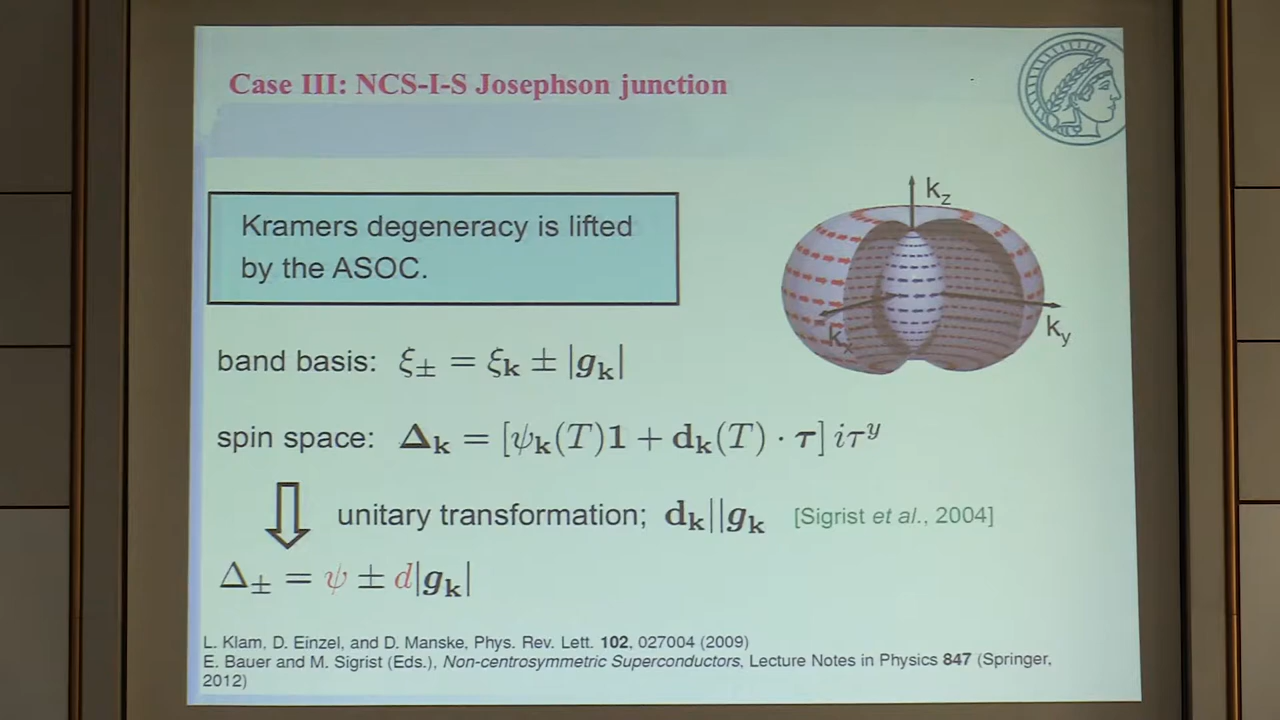 Case III: NCS-I-S Josephson junction
Kramers degeneracy is lifted
by the ASOC.
k_z
k_y
k_x
band basis: ξ_± = ξ_𝐤 ± |𝒈_𝐤|
spin space: 𝚫_𝐤 = [ψ_𝐤(T)𝟏 + 𝐝_𝐤(T) · 𝝉] iτ^y
unitary transformation; 𝐝_𝐤||𝒈_𝐤 [Sigrist et al., 2004]
Δ_± = ψ ± d|𝒈_𝐤|
L. Klam, D. Einzel, and D. Manske, Phys. Rev. Lett. 102, 027004 (2009)
E. Bauer and M. Sigrist (Eds.), Non-centrosymmetric Superconductors, Lecture Notes in Physics 847 (Springer,
2012)